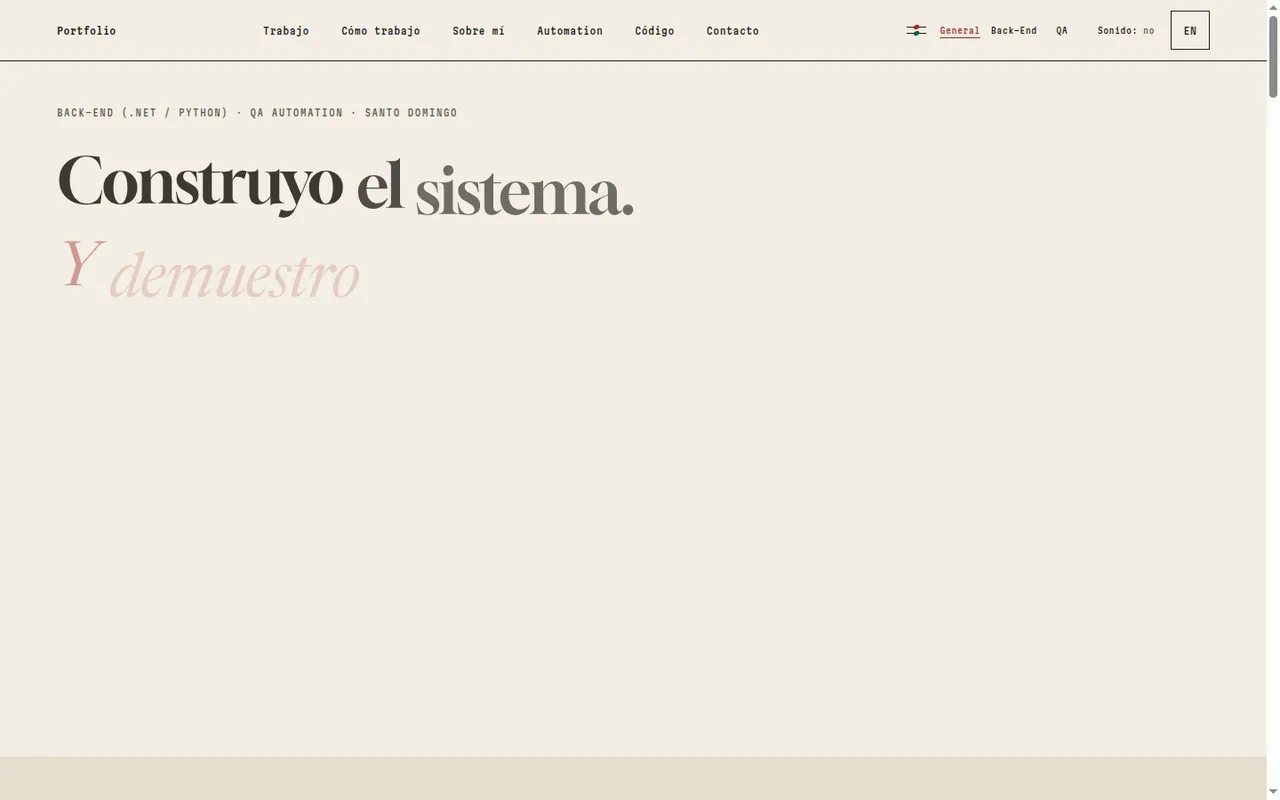 Portfolio
Trabajo Cómo trabajo Sobre mí Automation Código Contacto
General Back-End QA
Sonido: no
EN
BACK-END (.NET / PYTHON) · QA AUTOMATION · SANTO DOMINGO
Construyo el sistema.
Y demuestro